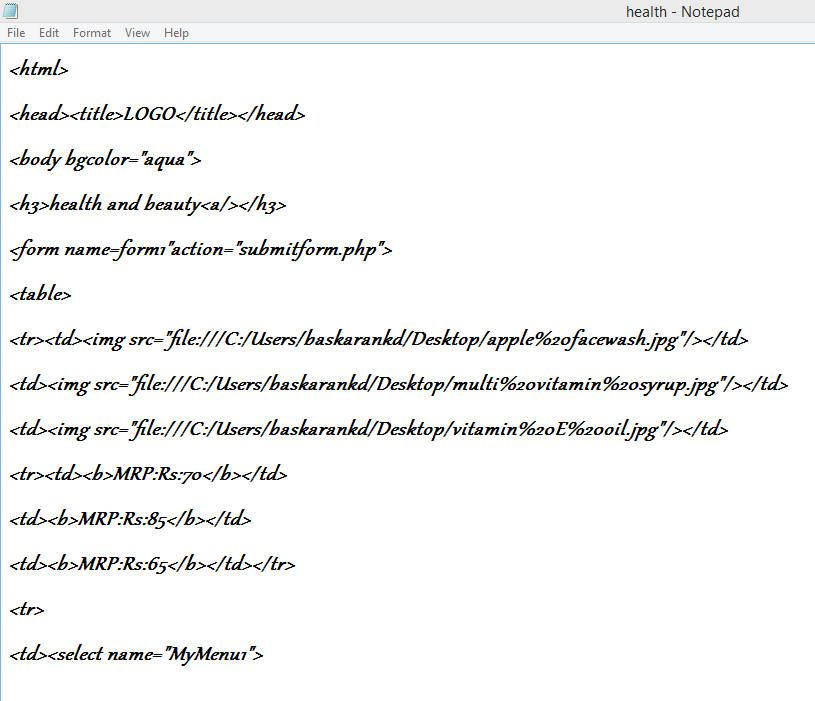 health - Notepad
File Edit Format View Help
<html>
<head><title>LOGO</title></head>
<body bgcolor="aqua">
<h3>health and beauty<a/></h3>
<form name=form1"action="submitform.php">
<table>
<tr><td><img src="file:///C:/Users/baskarankd/Desktop/apple%20facewash.jpg"/></td>
<td><img src="file:///C:/Users/baskarankd/Desktop/multi%20vitamin%20syrup.jpg"/></td>
<td><img src="file:///C:/Users/baskarankd/Desktop/vitamin%20E%20oil.jpg"/></td>
<tr><td><b>MRP:Rs:70</b></td>
<td><b>MRP:Rs:85</b></td>
<td><b>MRP:Rs:65</b></td></tr>
<tr>
<td><select name="MyMenu1">